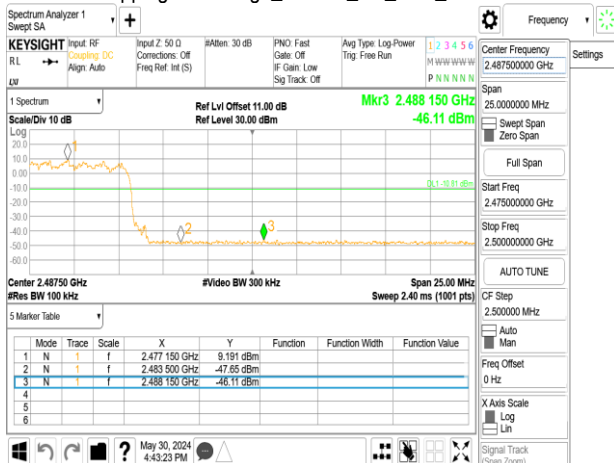 Spectrum Analyzer 1
Swept SA
+
Frequency
Settings
KEYSIGHT
RL
LXI
Input: RF
Coupling: DC
Align: Auto
Input Z: 50 Ω
Corrections: Off
Freq Ref: Int (S)
#Atten: 30 dB
PNO: Fast
Gate: Off
IF Gain: Low
Sig Track: Off
Avg Type: Log-Power
Trig: Free Run
1 2 3 4 5 6
M W W W W W
P N N N N N
1 Spectrum
Scale/Div 10 dB
Ref Lvl Offset 11.00 dB
Ref Level 30.00 dBm
Mkr3 2.488 150 GHz
-46.11 dBm
Log
20.0
10.0
0.00
-10.0
-20.0
-30.0
-40.0
-50.0
-60.0
1
2
3
DL1 -10.81 dBm
Center 2.48750 GHz
#Res BW 100 kHz
#Video BW 300 kHz
Span 25.00 MHz
Sweep 2.40 ms (1001 pts)
5 Marker Table
Mode Trace Scale X Y Function Function Width Function Value
1 N 1 f 2.477 150 GHz 9.191 dBm
2 N 1 f 2.483 500 GHz -47.65 dBm
3 N 1 f 2.488 150 GHz -46.11 dBm
4
5
6
?
May 30, 2024
4:43:23 PM
Center Frequency
2.487500000 GHz
Span
25.0000000 MHz
Swept Span
Zero Span
Full Span
Start Freq
2.475000000 GHz
Stop Freq
2.500000000 GHz
AUTO TUNE
CF Step
2.500000 MHz
Auto
Man
Freq Offset
0 Hz
X Axis Scale
Log
Lin
Signal Track
(Span Zoom)